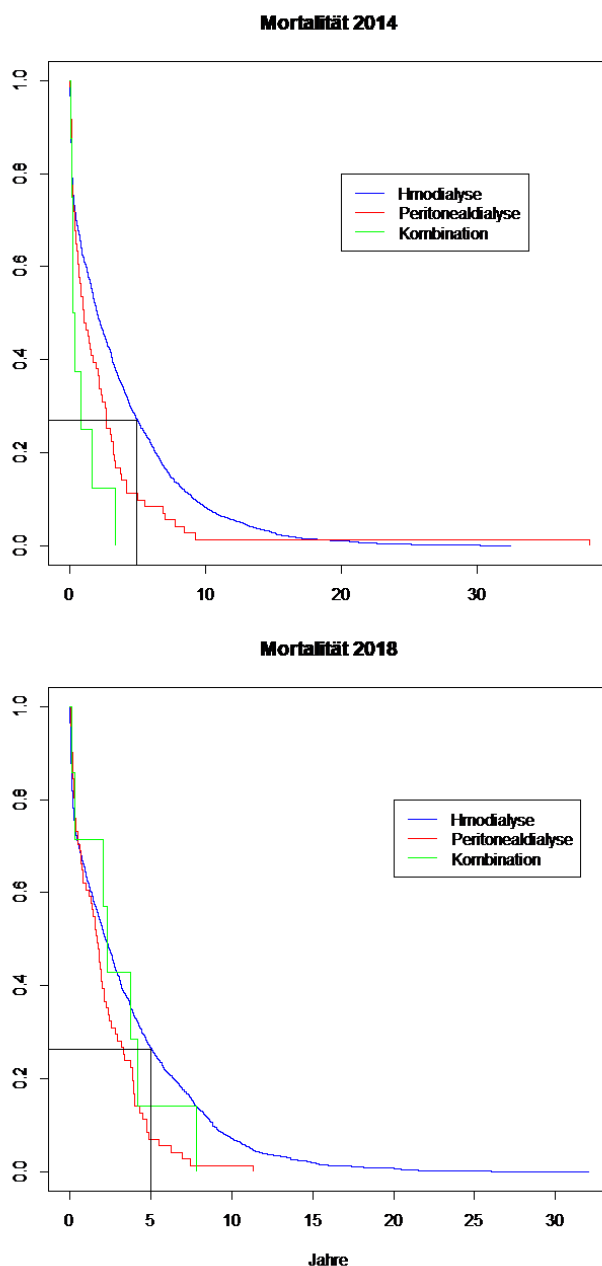 Mortalität 2014
1.0
0.8
0.6
0.4
0.2
0.0
Hmodialyse
Peritonealdialyse
Kombination
0 10 20 30
Mortalität 2018
1.0
0.8
0.6
0.4
0.2
0.0
Hmodialyse
Peritonealdialyse
Kombination
0 5 10 15 20 25 30
Jahre